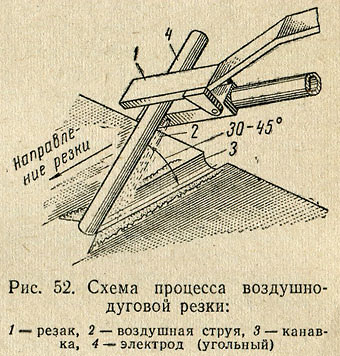 4
1
2
30-45°
3
Направле-
ние резки
Рис. 52. Схема процесса воздушно-
дуговой резки:
1 — резак, 2 — воздушная струя, 3 — канав-
ка, 4 — электрод (угольный)